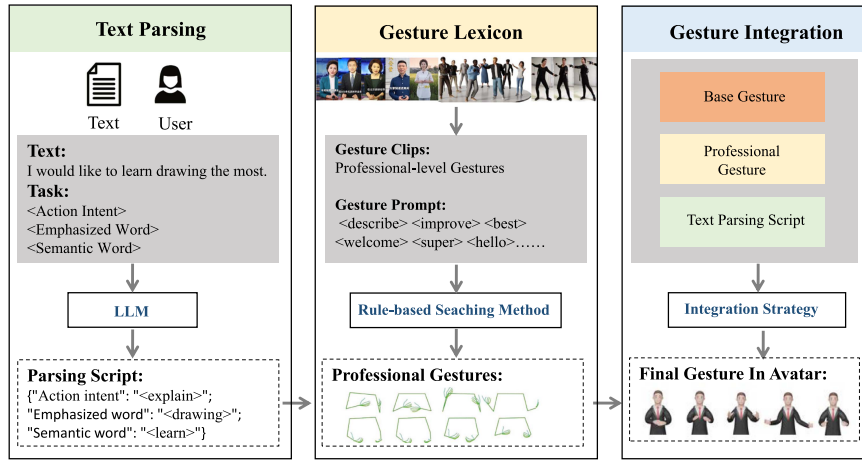 Text Parsing
Text
User
Text:
I would like to learn drawing the most.
Task:
<Action Intent>
<Emphasized Word>
<Semantic Word>
LLM
Parsing Script:
{"Action intent": "<explain>";
"Emphasized word": "<drawing>";
"Semantic word": "<learn>"}
Gesture Lexicon
Gesture Clips:
Professional-level Gestures
Gesture Prompt:
<describe> <improve> <best>
<welcome> <super> <hello>……
Rule-based Seaching Method
Professional Gestures:
Gesture Integration
Base Gesture
Professional
Gesture
Text Parsing Script
Integration Strategy
Final Gesture In Avatar: